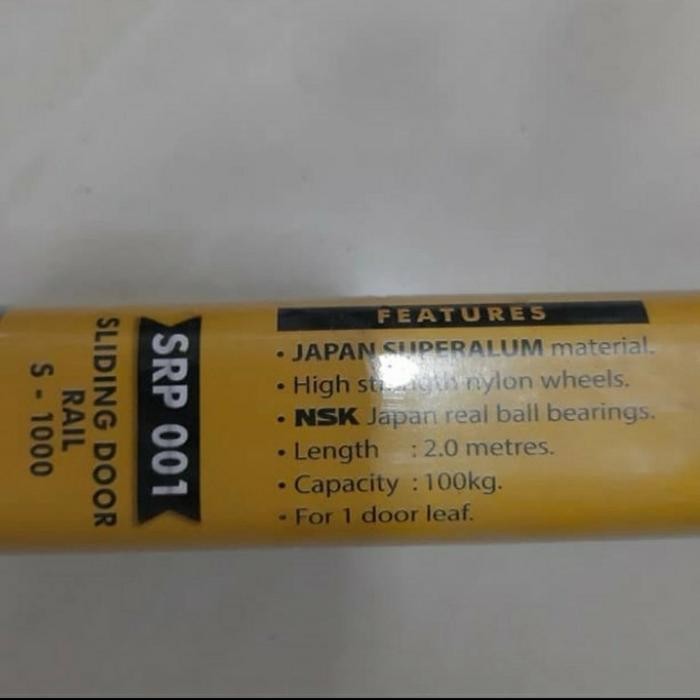 SRP 001
SLIDING DOOR
RAIL
S - 1000
FEATURES
• JAPAN SUPERALUM material.
• High strength nylon wheels.
• NSK Japan real ball bearings.
• Length : 2.0 metres.
• Capacity : 100kg.
• For 1 door leaf.